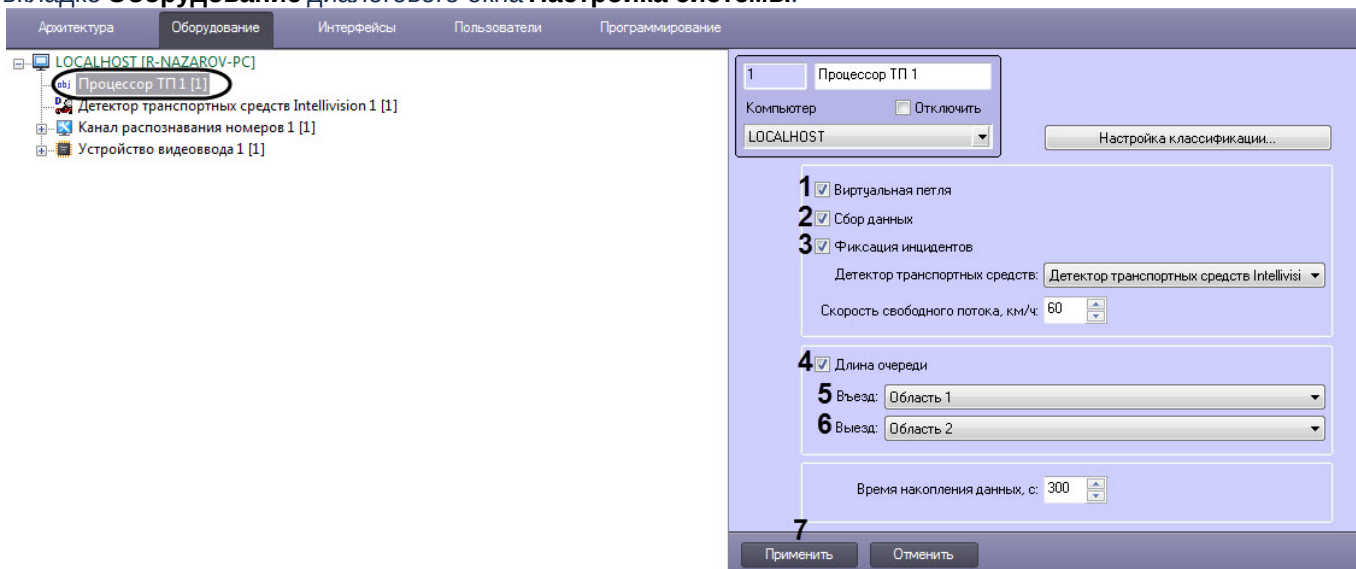 вкладке Оборудование диалогового окна Настройка системы.
Архитектура Оборудование Интерфейсы Пользователи Программирование
LOCALHOST [R-NAZAROV-PC]
obj Процессор ТП 1 [1]
Детектор транспортных средств Intellivision 1 [1]
Канал распознавания номеров 1 [1]
Устройство видеоввода 1 [1]
1 Процессор ТП 1
Компьютер Отключить
LOCALHOST
Настройка классификации...
1 Виртуальная петля
2 Сбор данных
3 Фиксация инцидентов
Детектор транспортных средств: Детектор транспортных средств Intellivisi
Скорость свободного потока, км/ч: 60
4 Длина очереди
5 Въезд: Область 1
6 Выезд: Область 2
Время накопления данных, с: 300
7
Применить Отменить